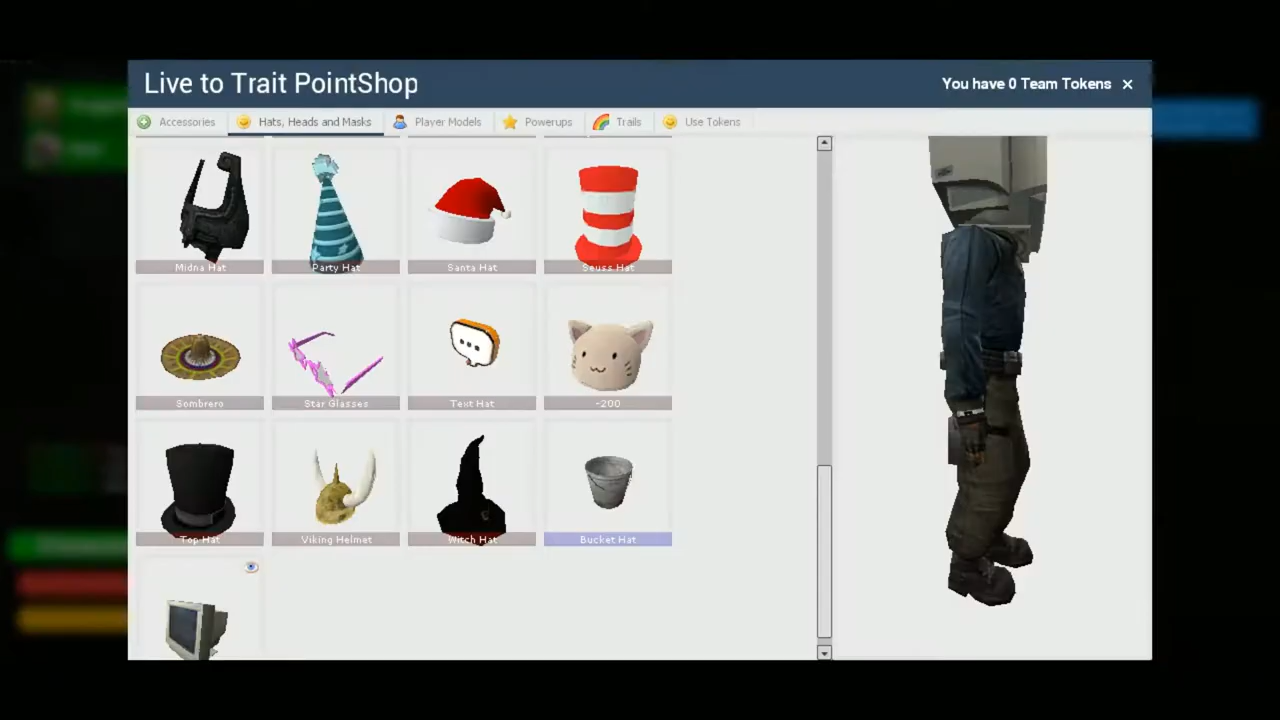 Live to Trait PointShop
You have 0 Team Tokens ×
Accessories Hats, Heads and Masks Player Models Powerups Trails Use Tokens
Midna Hat Party Hat Santa Hat Seuss Hat
Sombrero Star Glasses Text Hat -200
Top Hat Viking Helmet Witch Hat Bucket Hat